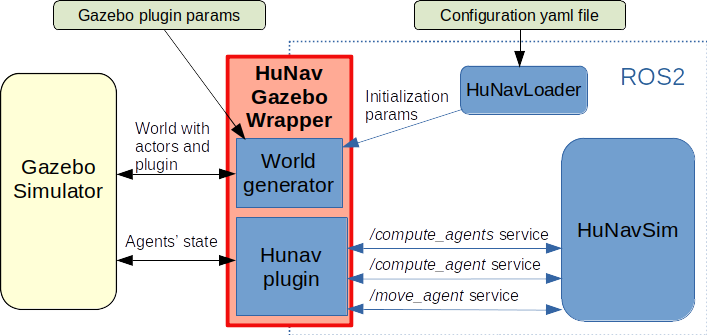 Gazebo plugin params
Configuration yaml file
HuNav
Gazebo
Wrapper
HuNavLoader
ROS2
Initialization
params
World with
actors and
plugin
World
generator
Gazebo
Simulator
Agents' state
Hunav
plugin
/compute_agents service
/compute_agent service
/move_agent service
HuNavSim